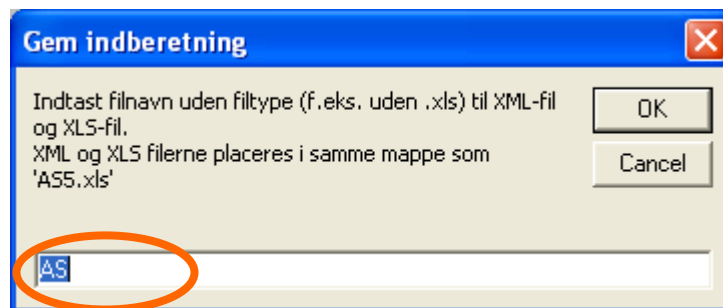 Gem indberetning
Indtast filnavn uden filtype (f.eks. uden .xls) til XML-fil
og XLS-fil.
XML og XLS filerne placeres i samme mappe som
'AS5.xls'
OK
Cancel
AS